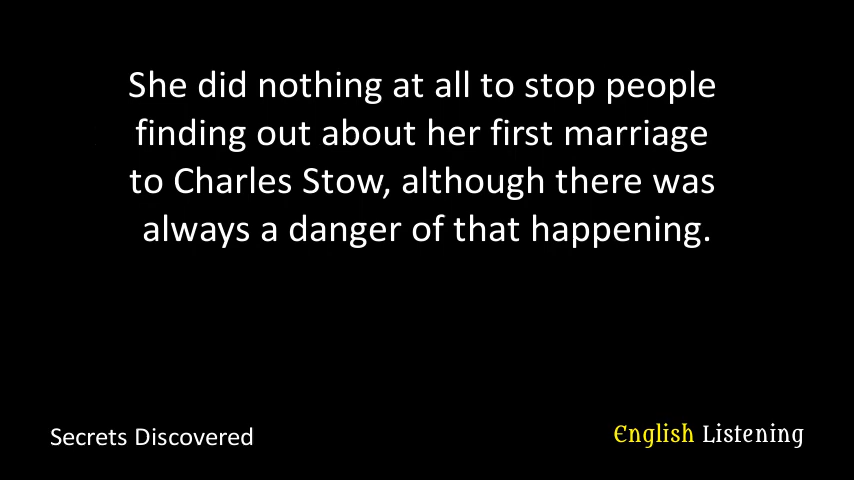 She did nothing at all to stop people
finding out about her first marriage
to Charles Stow, although there was
always a danger of that happening.
Secrets Discovered
English Listening